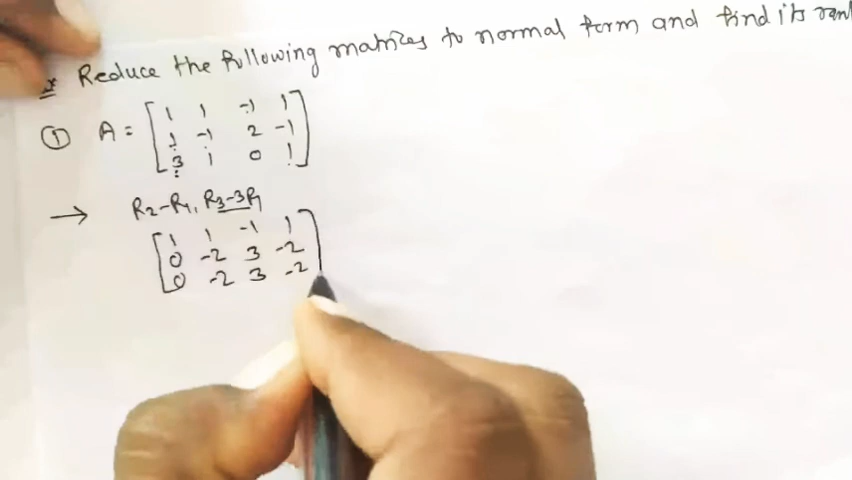 Reduce the following matrices to normal form and find its
① A = [ 1 1 -1 1
1 -1 2 -1
3 1 0 1 ]
→ R2-R1, R3-3R1
[ 1 1 -1 1
0 -2 3 -2
0 -2 3 -2